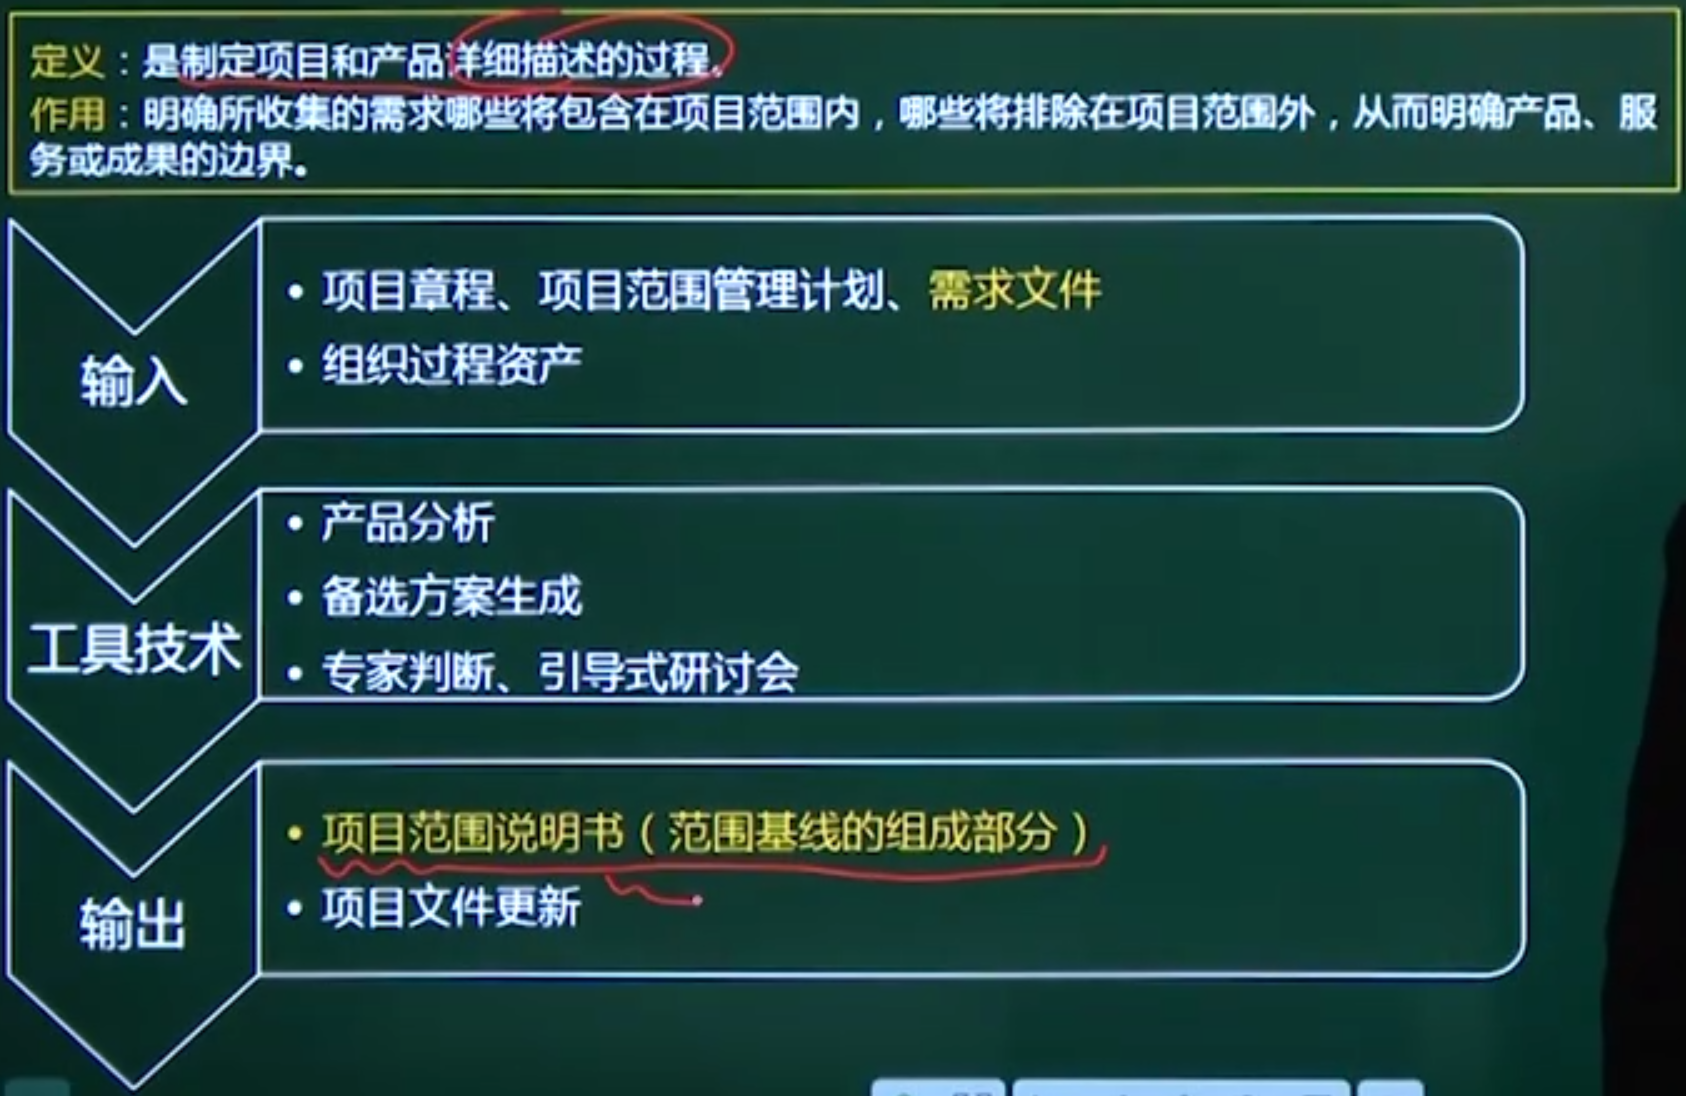 定义：是制定项目和产品详细描述的过程。
作用：明确所收集的需求哪些将包含在项目范围内，哪些将排除在项目范围外，从而明确产品、服
务或成果的边界。
• 项目章程、项目范围管理计划、需求文件
• 组织过程资产
输入
• 产品分析
• 备选方案生成
• 专家判断、引导式研讨会
工具技术
• 项目范围说明书（范围基线的组成部分）
• 项目文件更新
输出